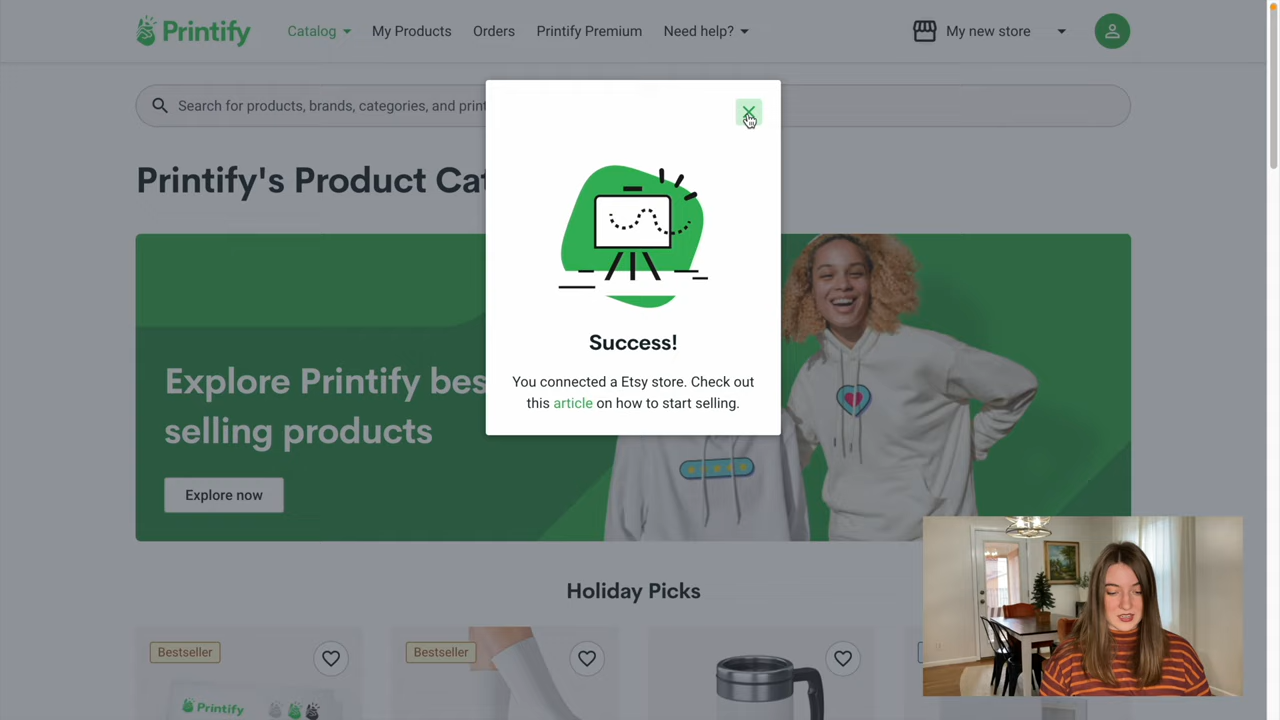 Printify
Catalog
My Products
Orders
Printify Premium
Need help?
My new store
Search for products, brands, categories, and print
Printify's Product Cat
Success!
You connected a Etsy store. Check out
this article on how to start selling.
Explore Printify bes
selling products
Explore now
Holiday Picks
Bestseller
Bestseller
Printify